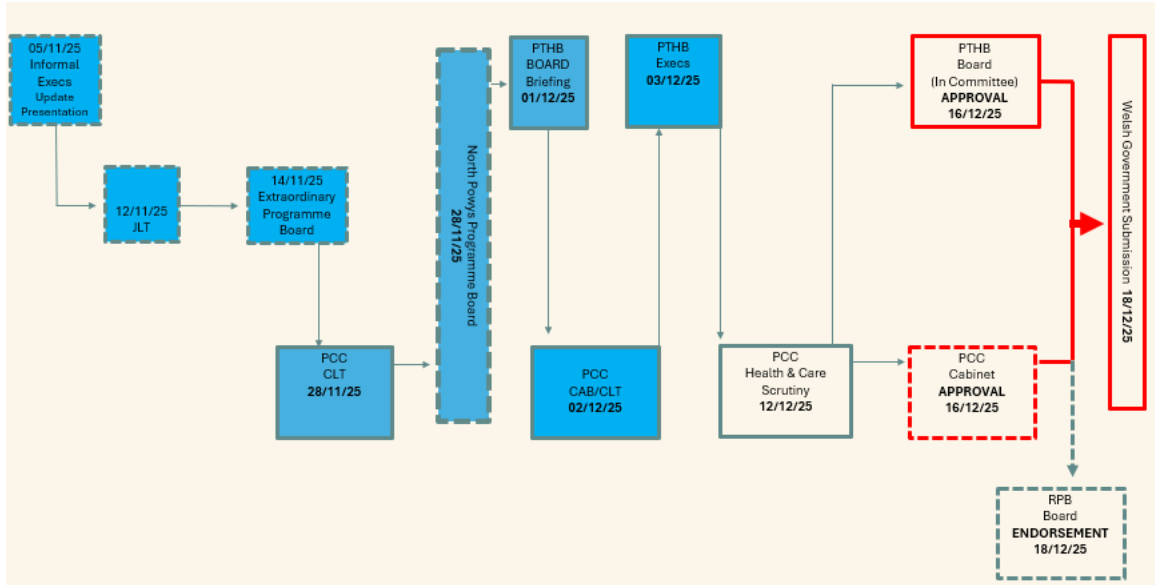 05/11/25
Informal
Execs
Update
Presentation
12/11/25
JLT
14/11/25
Extraordinary
Programme
Board
PCC
CLT
28/11/25
North Powys Programme Board
28/11/25
PTHB
BOARD
Briefing
01/12/25
PCC
CAB/CLT
02/12/25
PTHB
Execs
03/12/25
PCC
Health & Care
Scrutiny
12/12/25
PTHB
Board
(In Committee)
APPROVAL
16/12/25
PCC
Cabinet
APPROVAL
16/12/25
Welsh Government Submission 18/12/25
RPB
Board
ENDORSEMENT
18/12/25